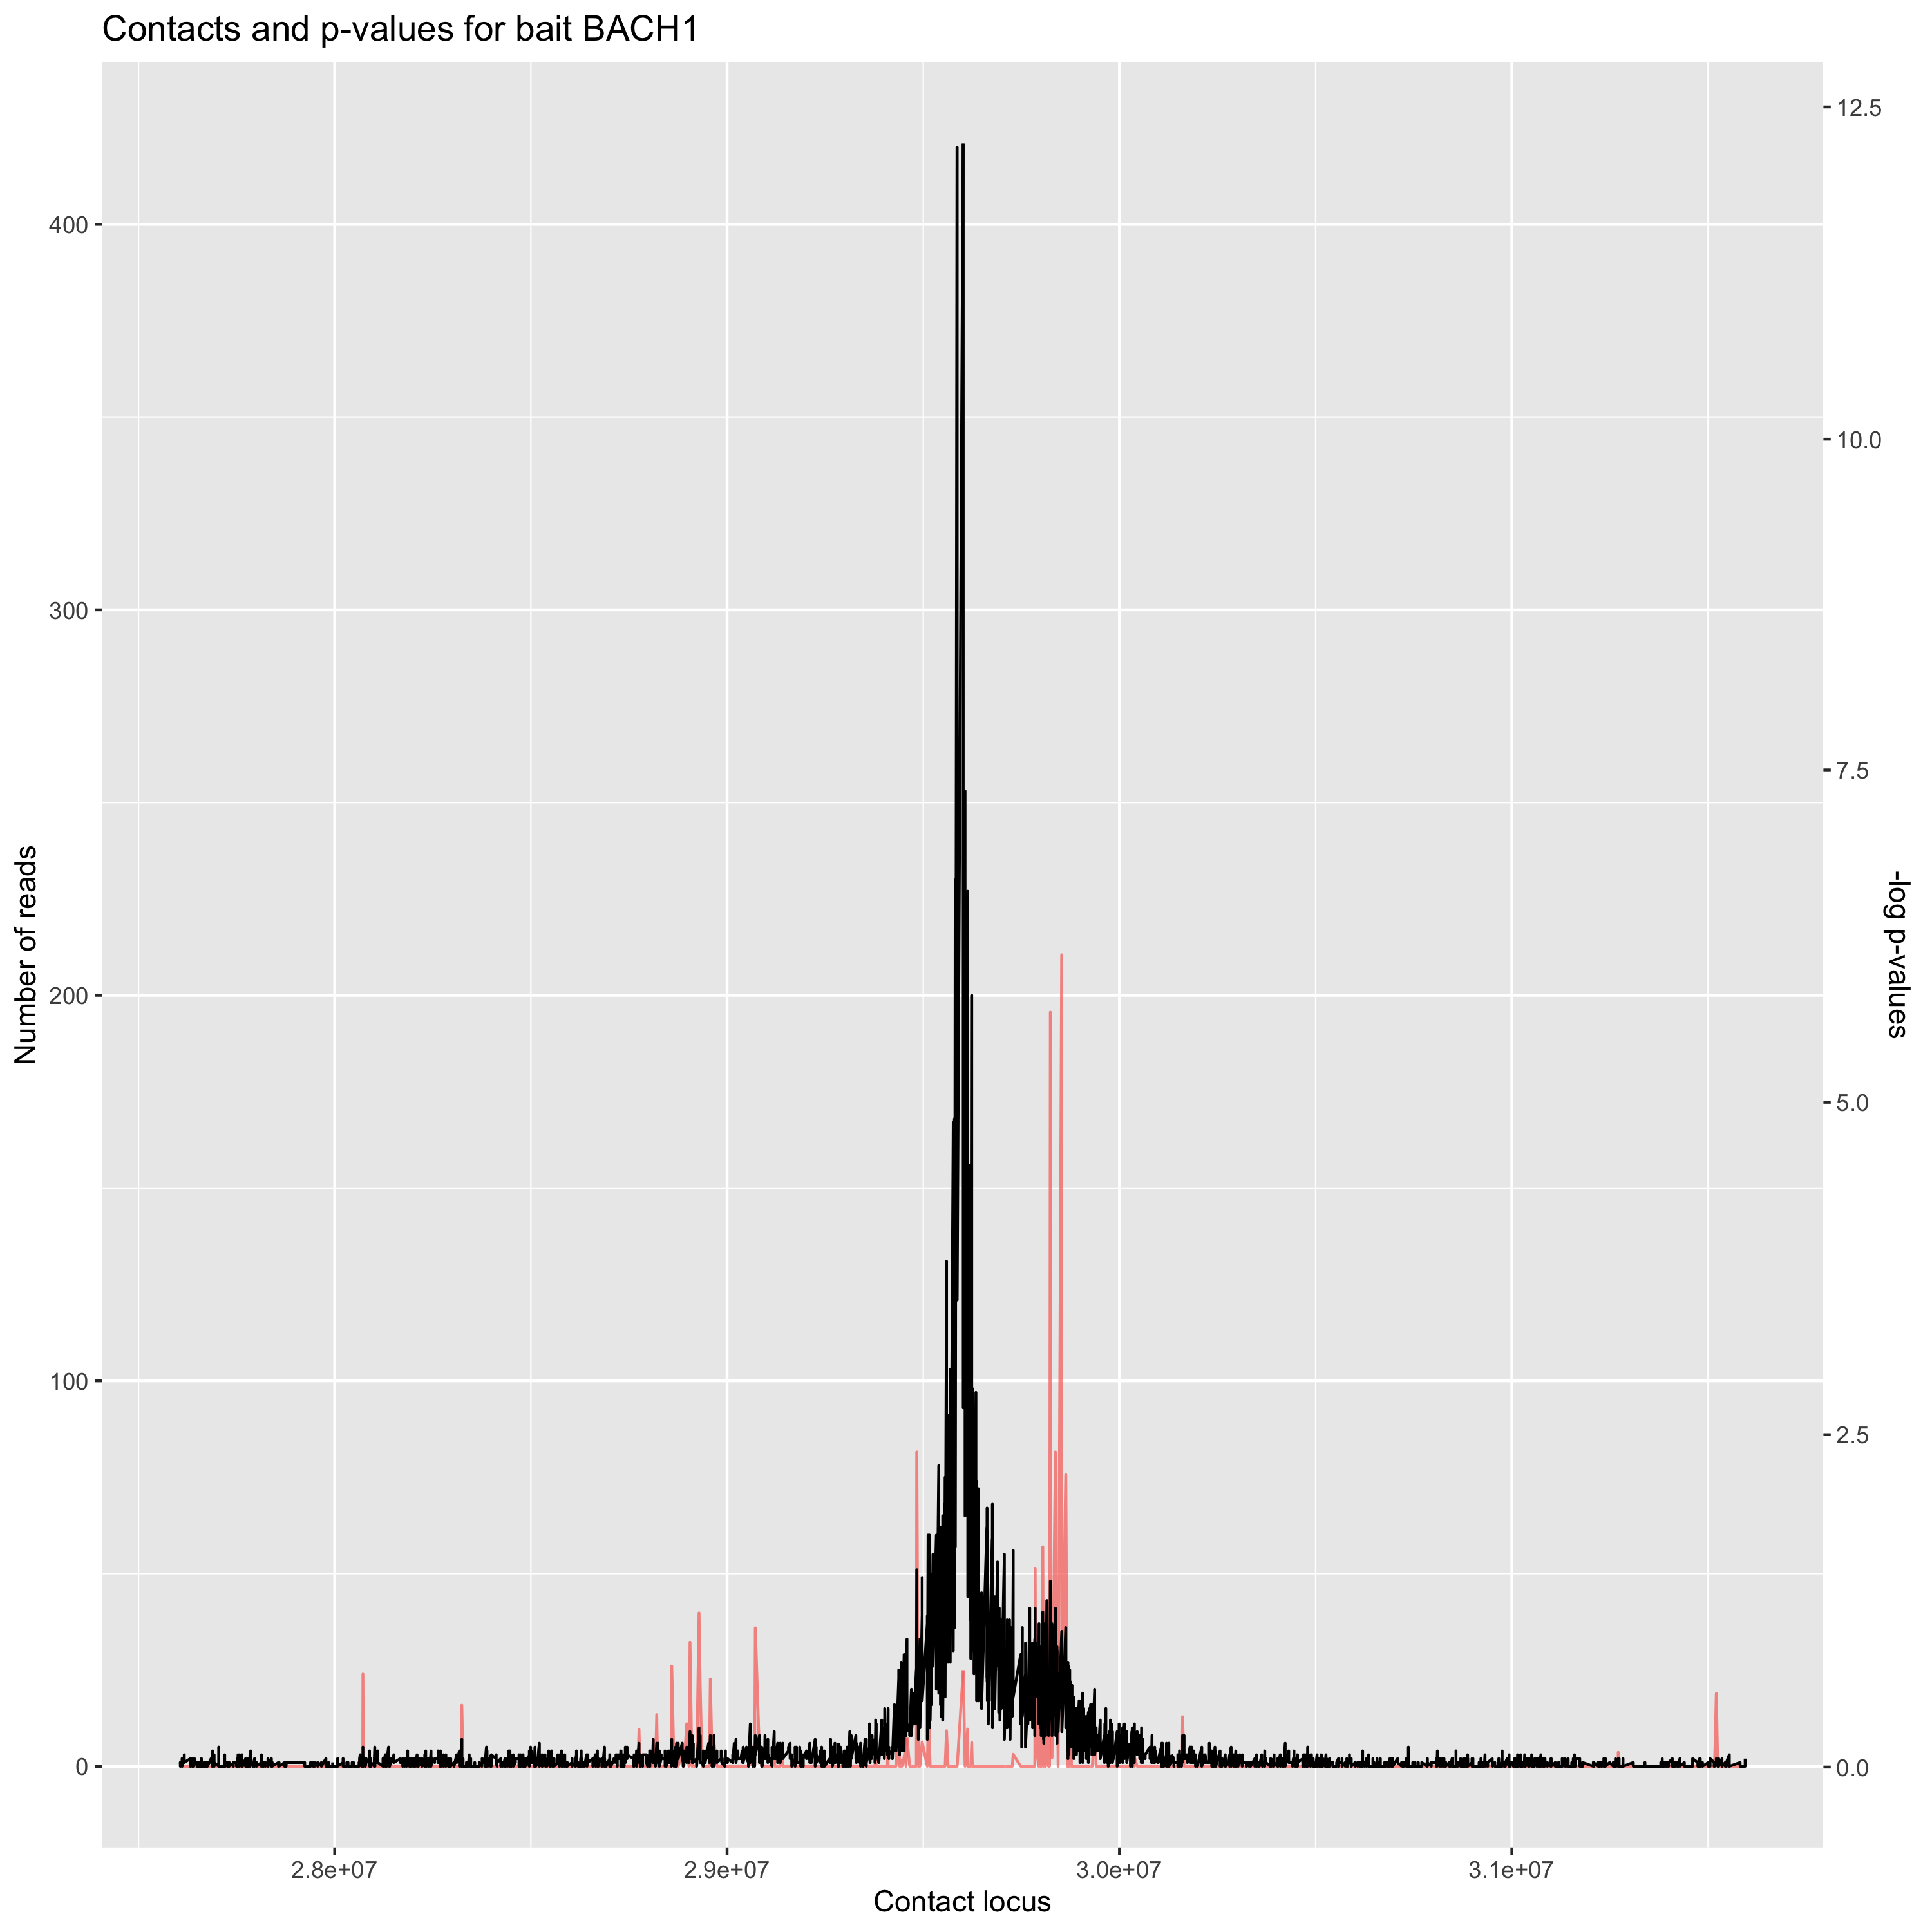 Contacts and p-values for bait BACH1
400
300
200
100
0
Number of reads
12.5
10.0
7.5
5.0
2.5
0.0
-log p-values
2.8e+07
2.9e+07
3.0e+07
3.1e+07
Contact locus